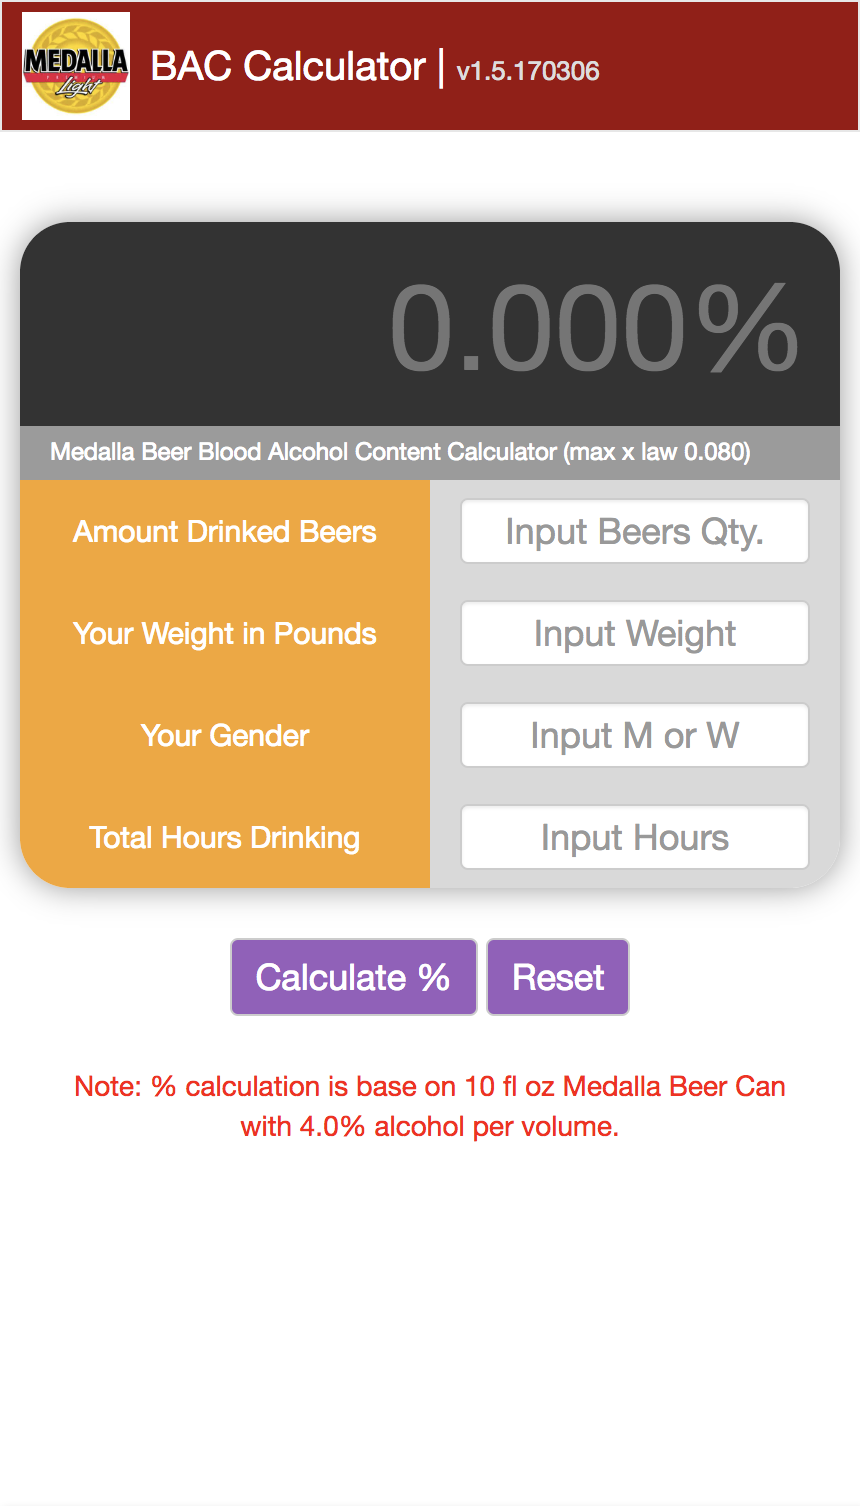 MEDALLA
Light
BAC Calculator | v1.5.170306
0.000%
Medalla Beer Blood Alcohol Content Calculator (max x law 0.080)
Amount Drinked Beers
Input Beers Qty.
Your Weight in Pounds
Input Weight
Your Gender
Input M or W
Total Hours Drinking
Input Hours
Calculate %
Reset
Note: % calculation is base on 10 fl oz Medalla Beer Can
with 4.0% alcohol per volume.